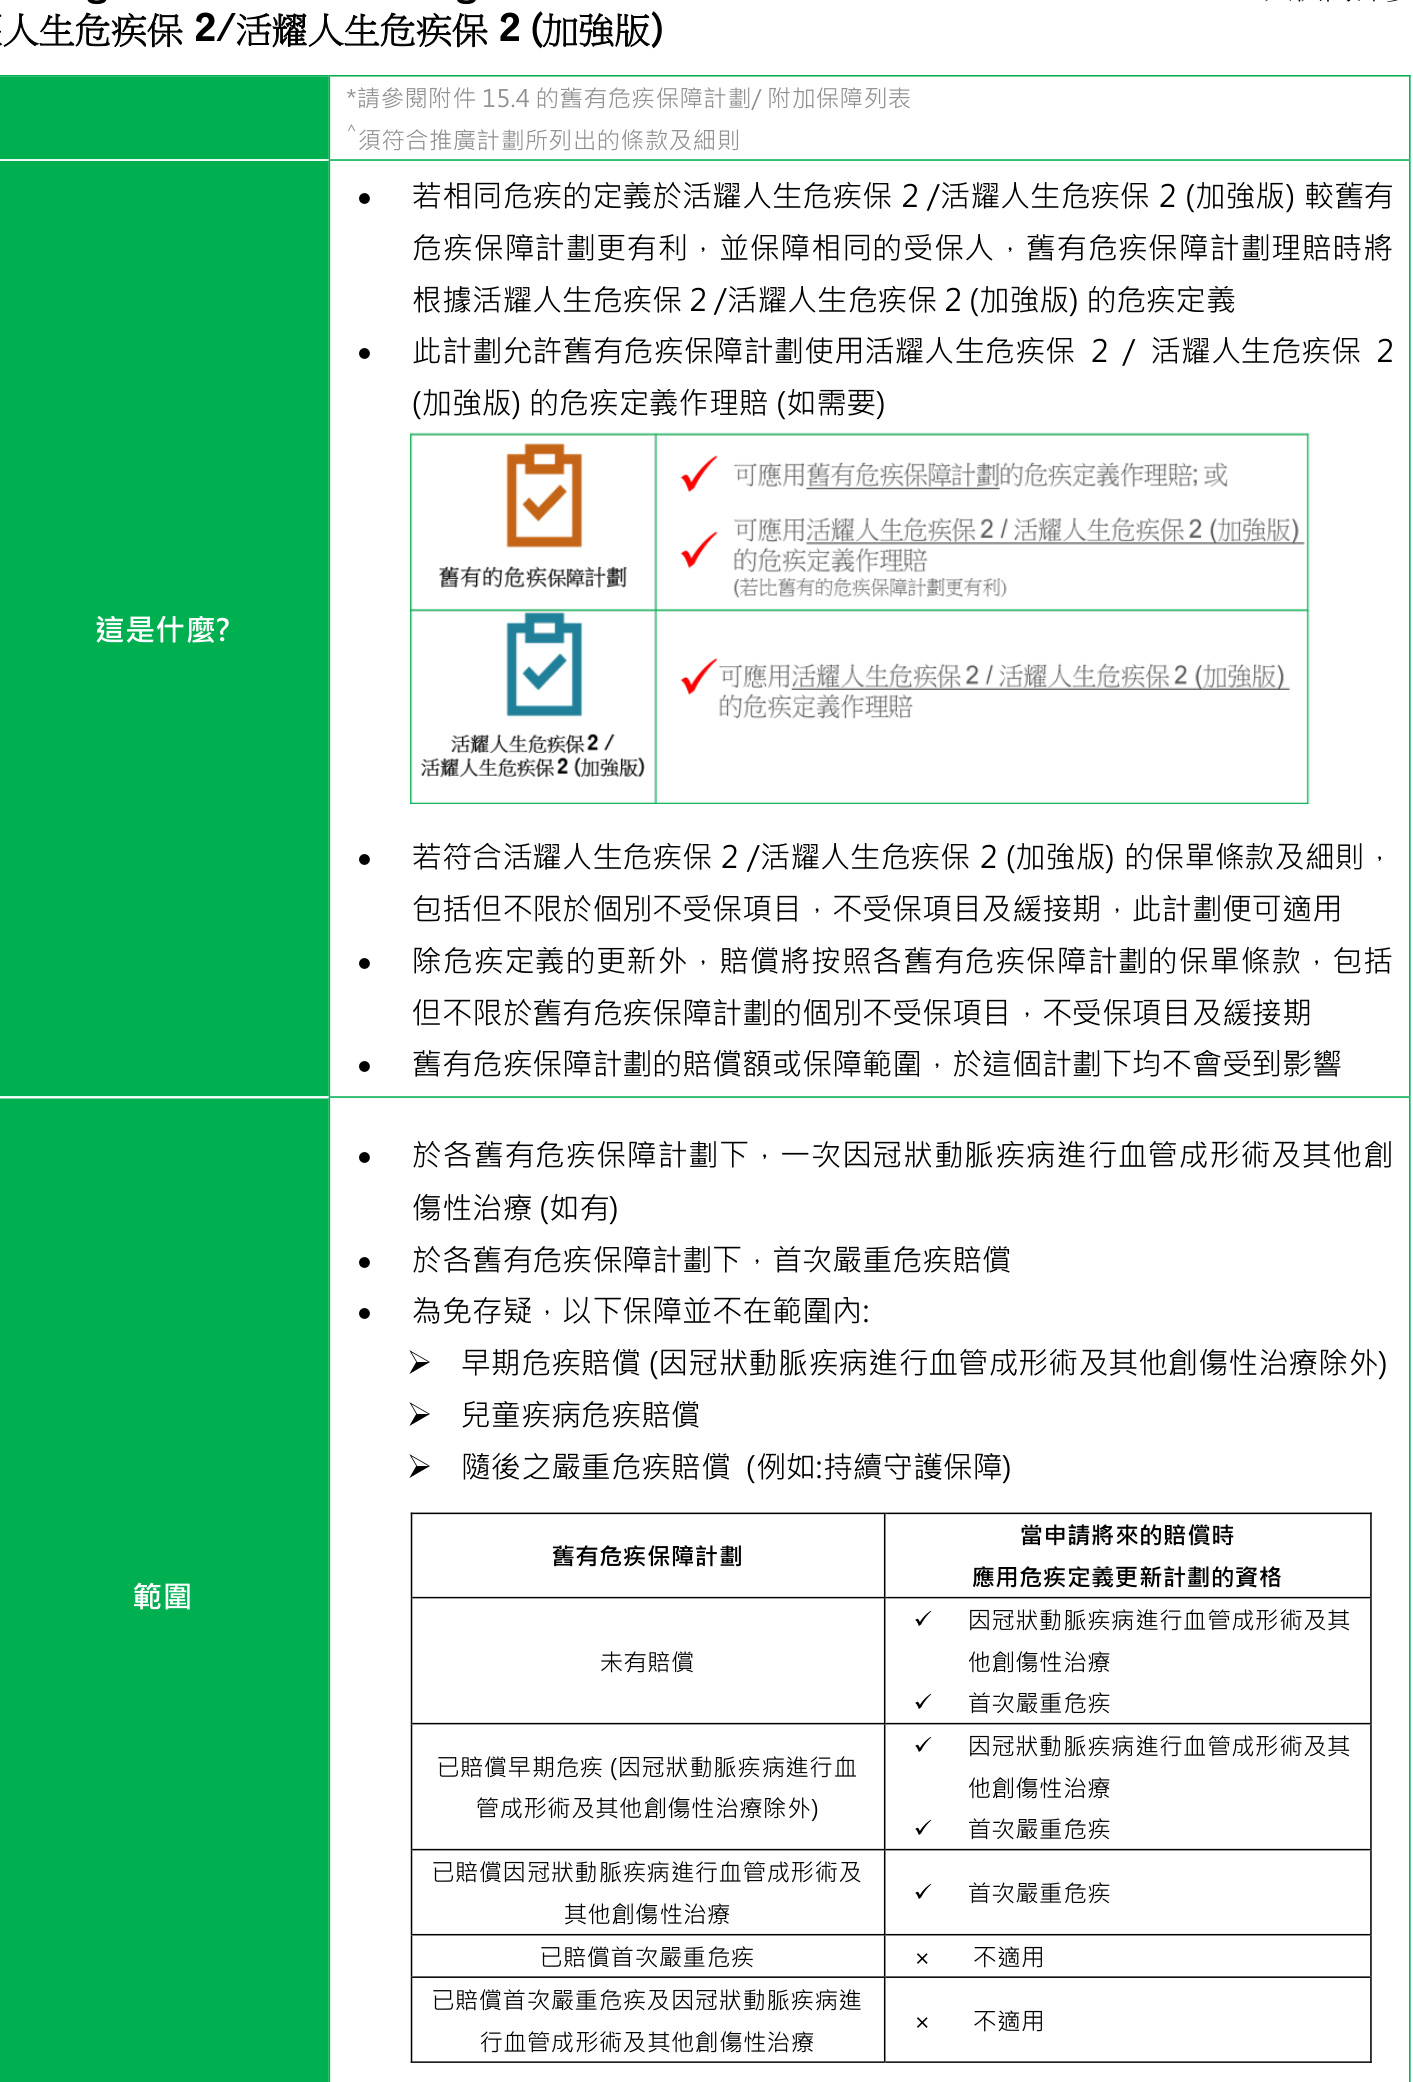 人生危疾保 2/活耀人生危疾保 2 (加強版)
*請參閱附件 15.4 的舊有危疾保障計劃/ 附加保障列表
^須符合推廣計劃所列出的條款及細則
這是什麼?
● 若相同危疾的定義於活耀人生危疾保 2 /活耀人生危疾保 2 (加強版) 較舊有
危疾保障計劃更有利，並保障相同的受保人，舊有危疾保障計劃理賠時將
根據活耀人生危疾保 2 /活耀人生危疾保 2 (加強版) 的危疾定義
● 此計劃允許舊有危疾保障計劃使用活耀人生危疾保 2 / 活耀人生危疾保 2
(加強版) 的危疾定義作理賠 (如需要)
舊有的危疾保障計劃
✓ 可應用舊有危疾保障計劃的危疾定義作理賠; 或
✓ 可應用活耀人生危疾保 2 / 活耀人生危疾保 2 (加強版)
的危疾定義作理賠
(若比舊有的危疾保障計劃更有利)
活耀人生危疾保 2 /
活耀人生危疾保 2 (加強版)
✓ 可應用活耀人生危疾保 2 / 活耀人生危疾保 2 (加強版)
的危疾定義作理賠
● 若符合活耀人生危疾保 2 /活耀人生危疾保 2 (加強版) 的保單條款及細則，
包括但不限於個別不受保項目，不受保項目及緩接期，此計劃便可適用
● 除危疾定義的更新外，賠償將按照各舊有危疾保障計劃的保單條款，包括
但不限於舊有危疾保障計劃的個別不受保項目，不受保項目及緩接期
● 舊有危疾保障計劃的賠償額或保障範圍，於這個計劃下均不會受到影響
範圍
● 於各舊有危疾保障計劃下，一次因冠狀動脈疾病進行血管成形術及其他創
傷性治療 (如有)
● 於各舊有危疾保障計劃下，首次嚴重危疾賠償
● 為免存疑，以下保障並不在範圍內:
➢ 早期危疾賠償 (因冠狀動脈疾病進行血管成形術及其他創傷性治療除外)
➢ 兒童疾病危疾賠償
➢ 隨後之嚴重危疾賠償 (例如:持續守護保障)
舊有危疾保障計劃
當申請將來的賠償時
應用危疾定義更新計劃的資格
未有賠償
✓ 因冠狀動脈疾病進行血管成形術及其
他創傷性治療
✓ 首次嚴重危疾
已賠償早期危疾 (因冠狀動脈疾病進行血
管成形術及其他創傷性治療除外)
✓ 因冠狀動脈疾病進行血管成形術及其
他創傷性治療
✓ 首次嚴重危疾
已賠償因冠狀動脈疾病進行血管成形術及
其他創傷性治療
✓ 首次嚴重危疾
已賠償首次嚴重危疾
× 不適用
已賠償首次嚴重危疾及因冠狀動脈疾病進
行血管成形術及其他創傷性治療
× 不適用